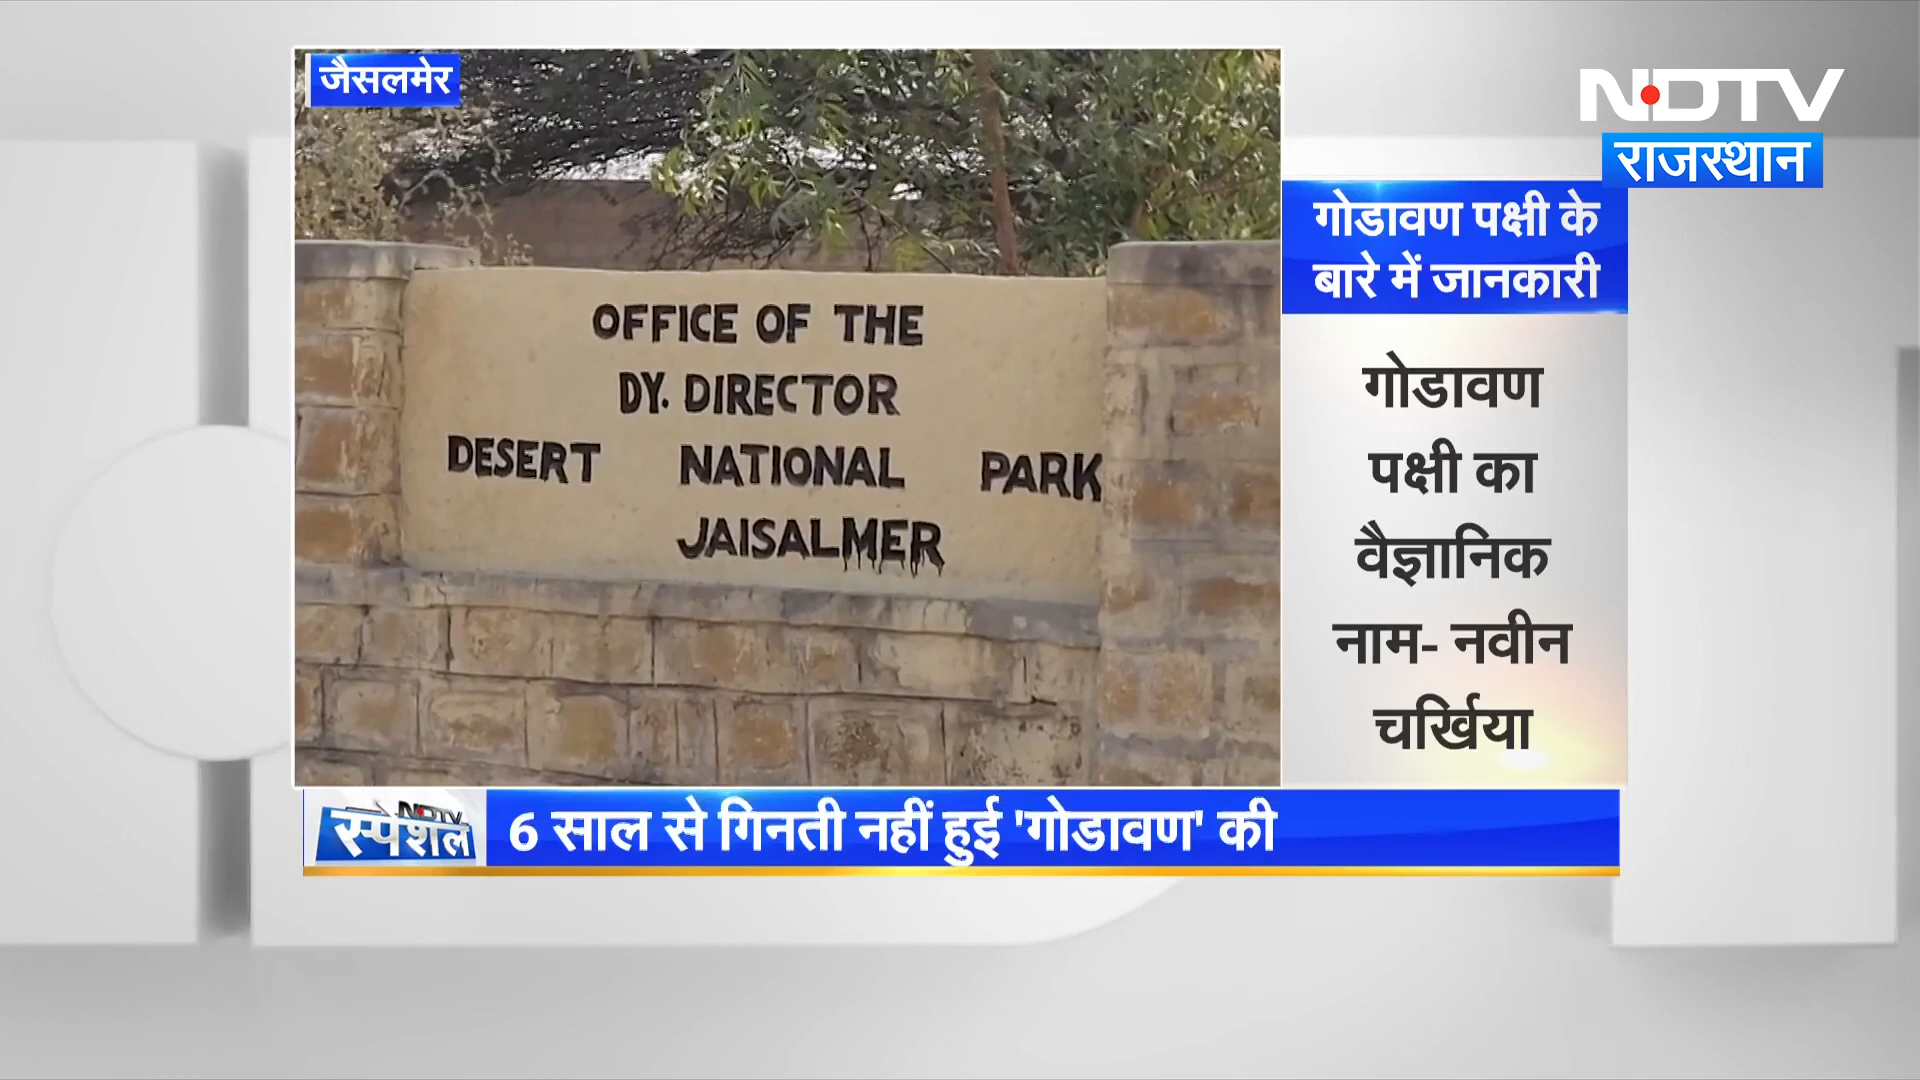 जैसलमेर
NDTV
राजस्थान
OFFICE OF THE
DY. DIRECTOR
DESERT NATIONAL PARK
JAISALMER
गोडावण पक्षी के
बारे में जानकारी
गोडावण
पक्षी का
वैज्ञानिक
नाम- नवीन
चर्खिया
NDTV
स्पेशल
6 साल से गिनती नहीं हुई 'गोडावण' की